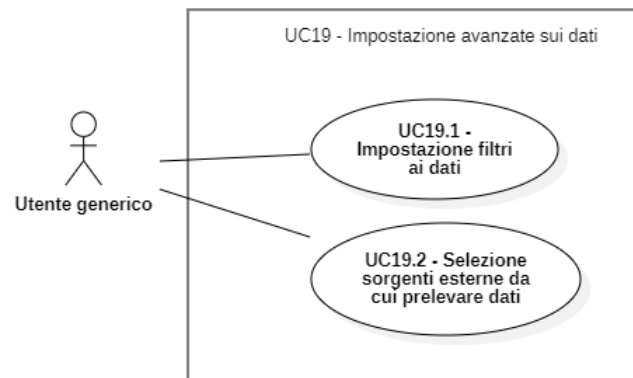 UC19 - Impostazione avanzate sui dati
UC19.1 -
Impostazione filtri
ai dati
Utente generico
UC19.2 - Selezione
sorgenti esterne da
cui prelevare dati